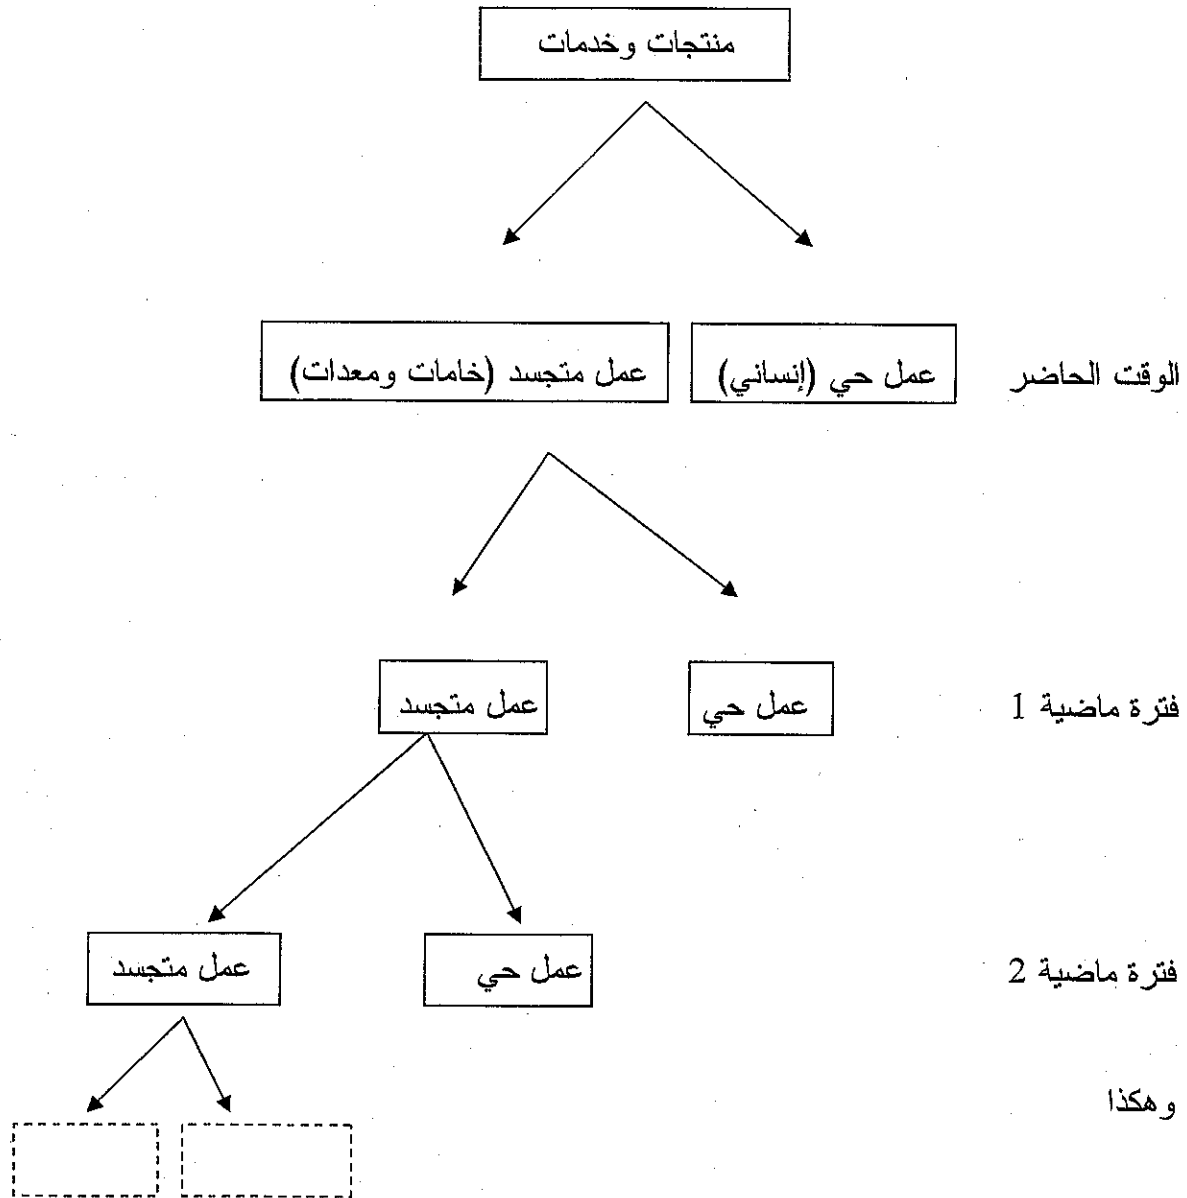 منتجات وخدمات
الوقت الحاضر
عمل حي (إنساني)
عمل متجسد (خامات ومعدات)
فترة ماضية 1
عمل حي
عمل متجسد
فترة ماضية 2
عمل حي
عمل متجسد
وهكذا